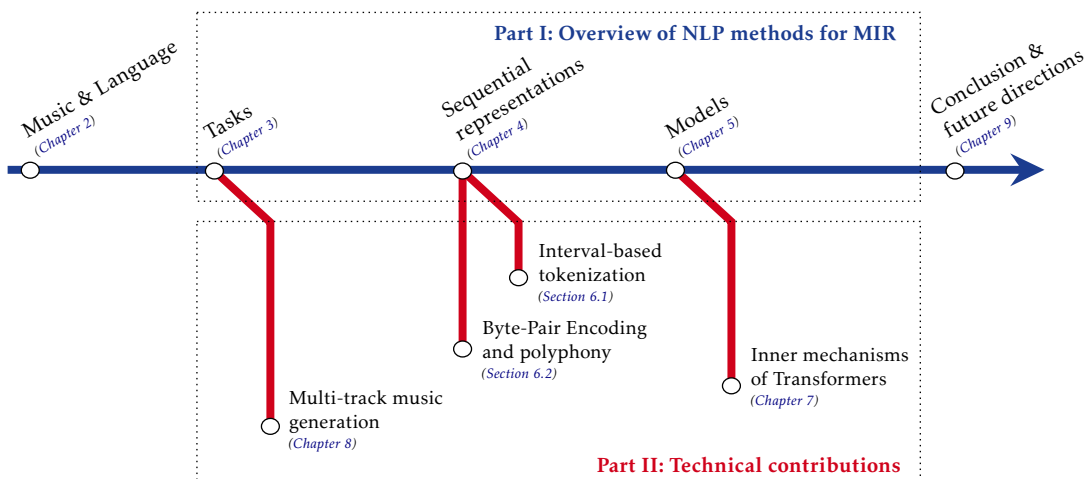 Part I: Overview of NLP methods for MIR
Music & Language
(Chapter 2)
Tasks
(Chapter 3)
Sequential
representations
(Chapter 4)
Models
(Chapter 5)
Conclusion &
future directions
(Chapter 9)
Interval-based
tokenization
(Section 6.1)
Byte-Pair Encoding
and polyphony
(Section 6.2)
Inner mechanisms
of Transformers
(Chapter 7)
Multi-track music
generation
(Chapter 8)
Part II: Technical contributions